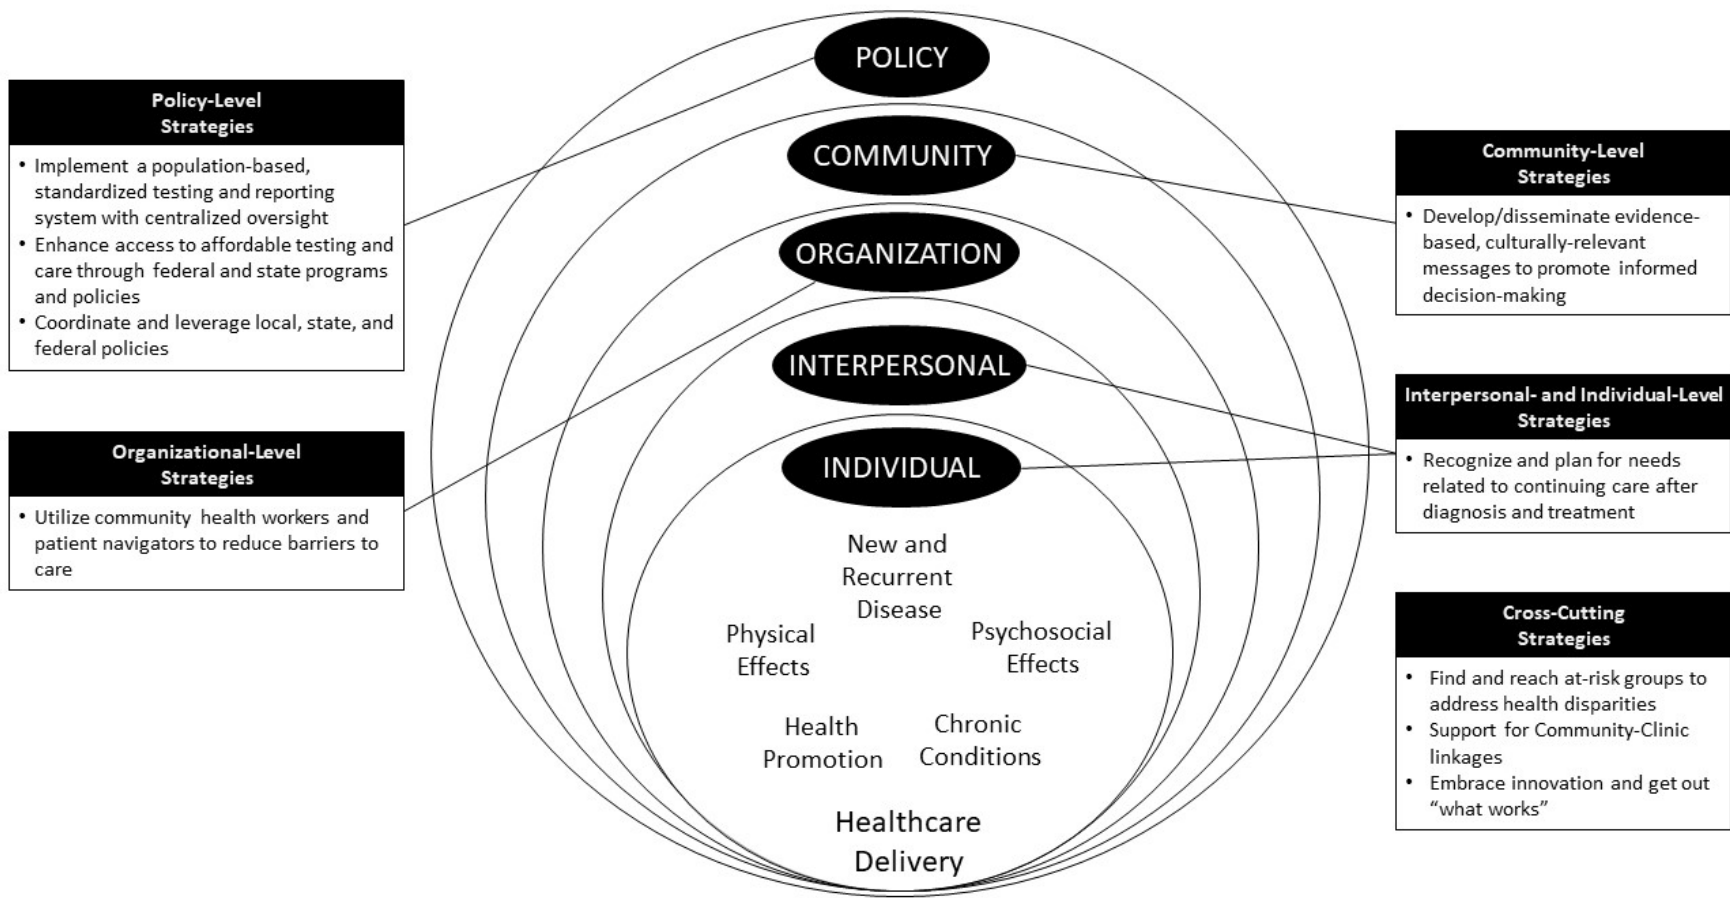 POLICY
COMMUNITY
ORGANIZATION
INTERPERSONAL
INDIVIDUAL
New and
Recurrent
Disease
Physical
Effects
Psychosocial
Effects
Health
Promotion
Chronic
Conditions
Healthcare
Delivery
Policy-Level
Strategies
• Implement a population-based,
standardized testing and reporting
system with centralized oversight
• Enhance access to affordable testing and
care through federal and state programs
and policies
• Coordinate and leverage local, state, and
federal policies
Organizational-Level
Strategies
• Utilize community health workers and
patient navigators to reduce barriers to
care
Community-Level
Strategies
• Develop/disseminate evidence-
based, culturally-relevant
messages to promote informed
decision-making
Interpersonal- and Individual-Level
Strategies
• Recognize and plan for needs
related to continuing care after
diagnosis and treatment
Cross-Cutting
Strategies
• Find and reach at-risk groups to
address health disparities
• Support for Community-Clinic
linkages
• Embrace innovation and get out
“what works”